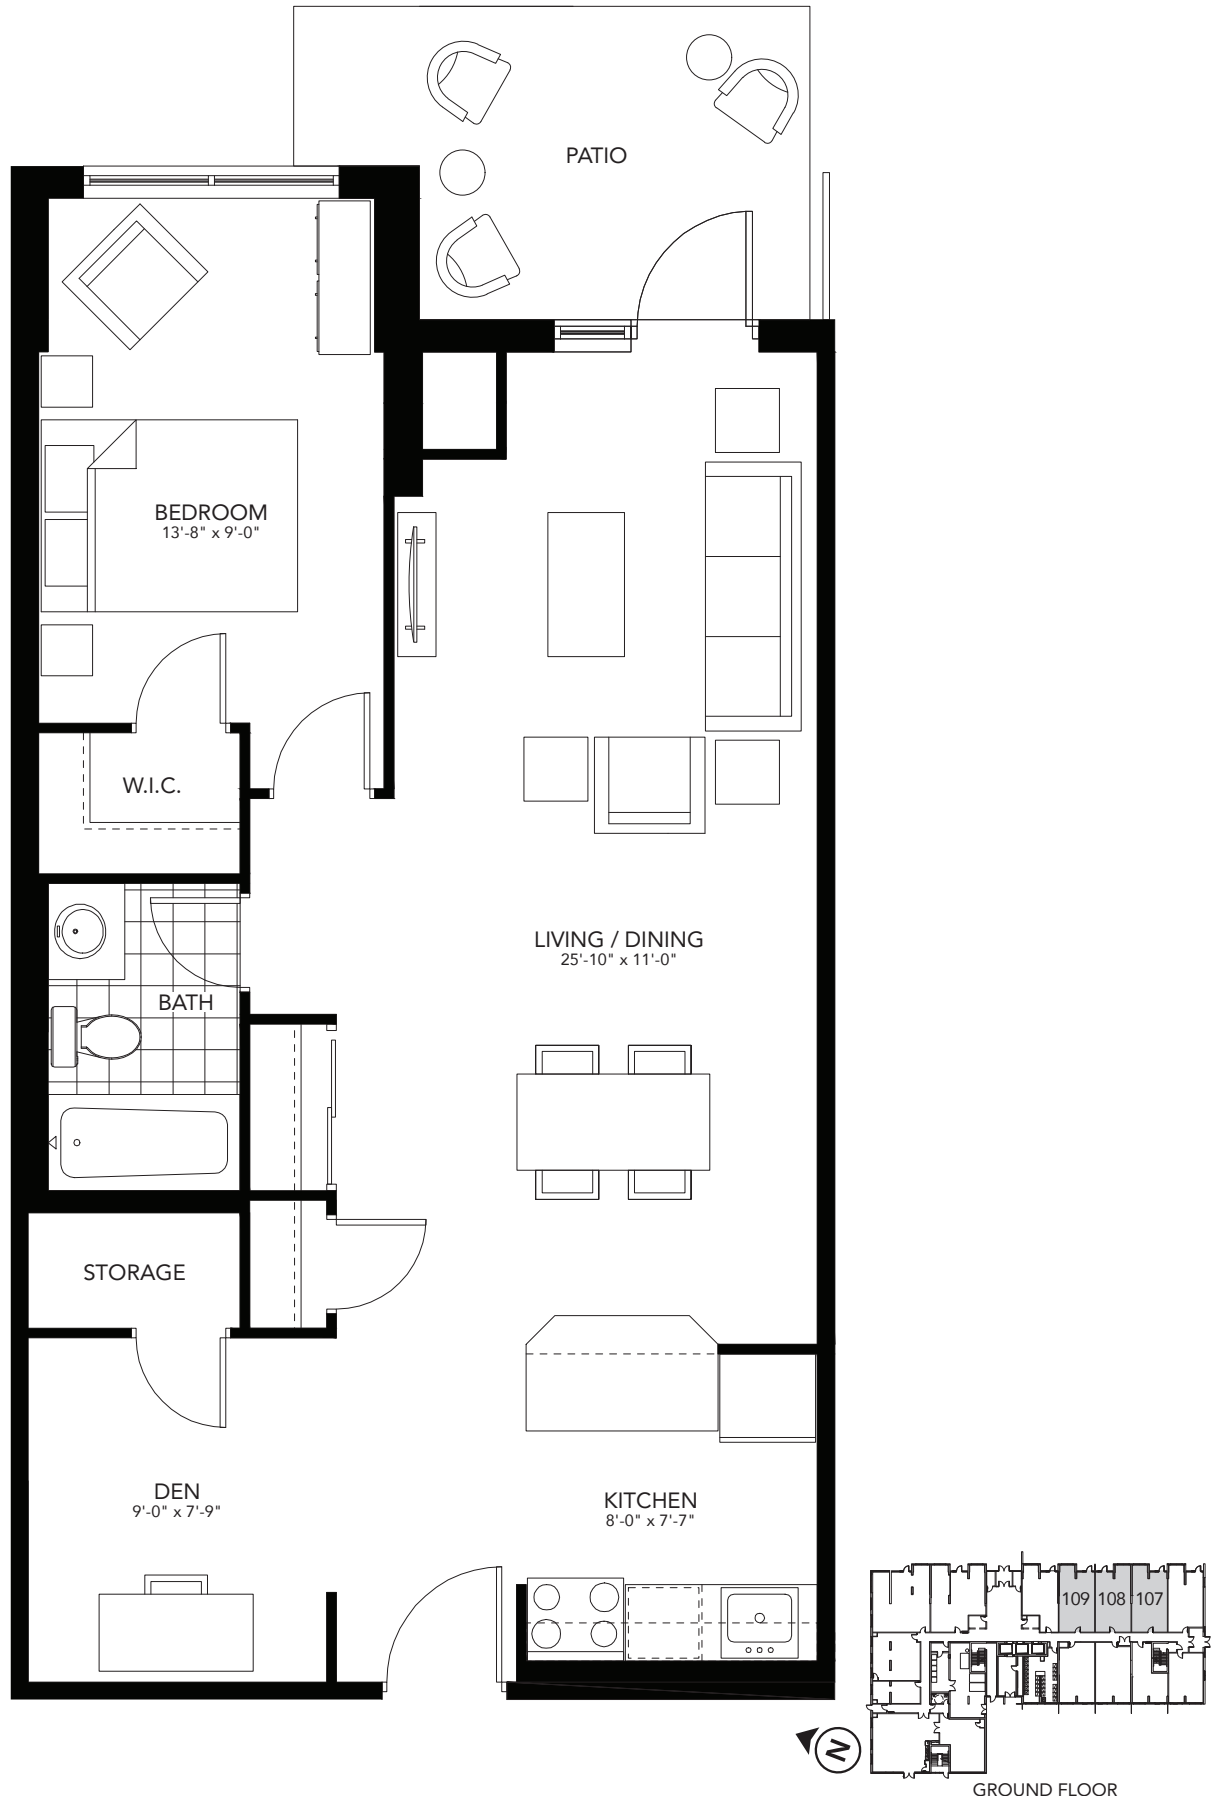 PATIO
BEDROOM
13'-8" x 9'-0"
W.I.C.
LIVING / DINING
25'-10" x 11'-0"
BATH
STORAGE
DEN
9'-0" x 7'-9"
KITCHEN
8'-0" x 7'-7"
109 108 107
N
GROUND FLOOR